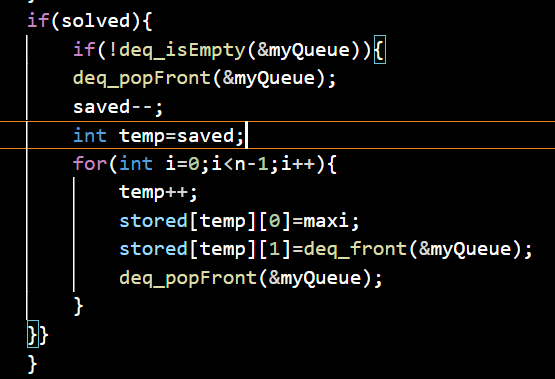 if(solved){
if(!deq_isEmpty(&myQueue)){
deq_popFront(&myQueue);
saved--;
int temp=saved;
for(int i=0;i<n-1;i++){
temp++;
stored[temp][0]=maxi;
stored[temp][1]=deq_front(&myQueue);
deq_popFront(&myQueue);
}
}}
}